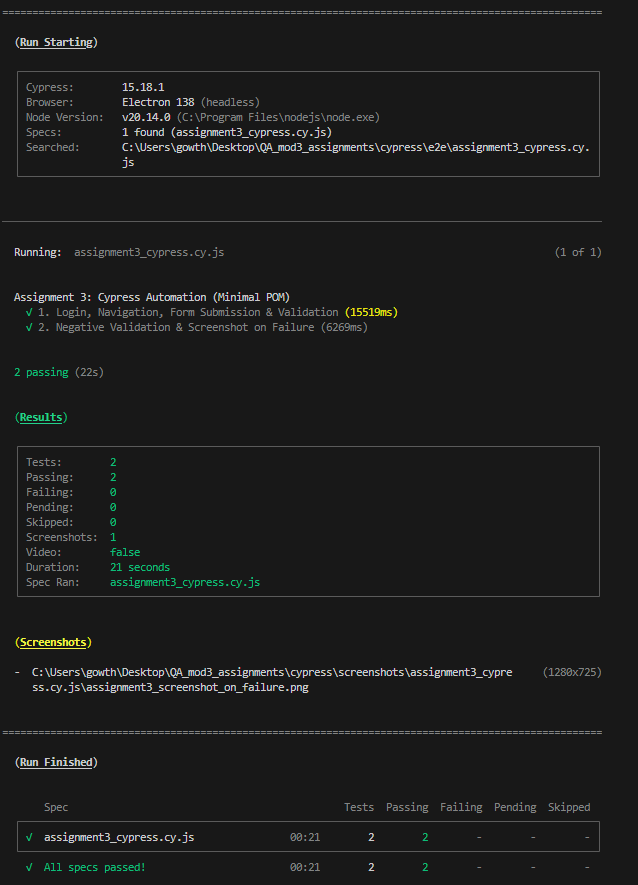 ====================================================================================================
(Run Starting)
Cypress: 15.18.1
Browser: Electron 138 (headless)
Node Version: v20.14.0 (C:\Program Files\nodejs\node.exe)
Specs: 1 found (assignment3_cypress.cy.js)
Searched: C:\Users\gowth\Desktop\QA_mod3_assignments\cypress\e2e\assignment3_cypress.cy.
js
Running: assignment3_cypress.cy.js (1 of 1)
Assignment 3: Cypress Automation (Minimal POM)
√ 1. Login, Navigation, Form Submission & Validation (15519ms)
√ 2. Negative Validation & Screenshot on Failure (6269ms)
2 passing (22s)
(Results)
Tests: 2
Passing: 2
Failing: 0
Pending: 0
Skipped: 0
Screenshots: 1
Video: false
Duration: 21 seconds
Spec Ran: assignment3_cypress.cy.js
(Screenshots)
- C:\Users\gowth\Desktop\QA_mod3_assignments\cypress\screenshots\assignment3_cypre (1280x725)
ss.cy.js\assignment3_screenshot_on_failure.png
====================================================================================================
(Run Finished)
Spec Tests Passing Failing Pending Skipped
√ assignment3_cypress.cy.js 00:21 2 2 - - -
√ All specs passed! 00:21 2 2 - - -